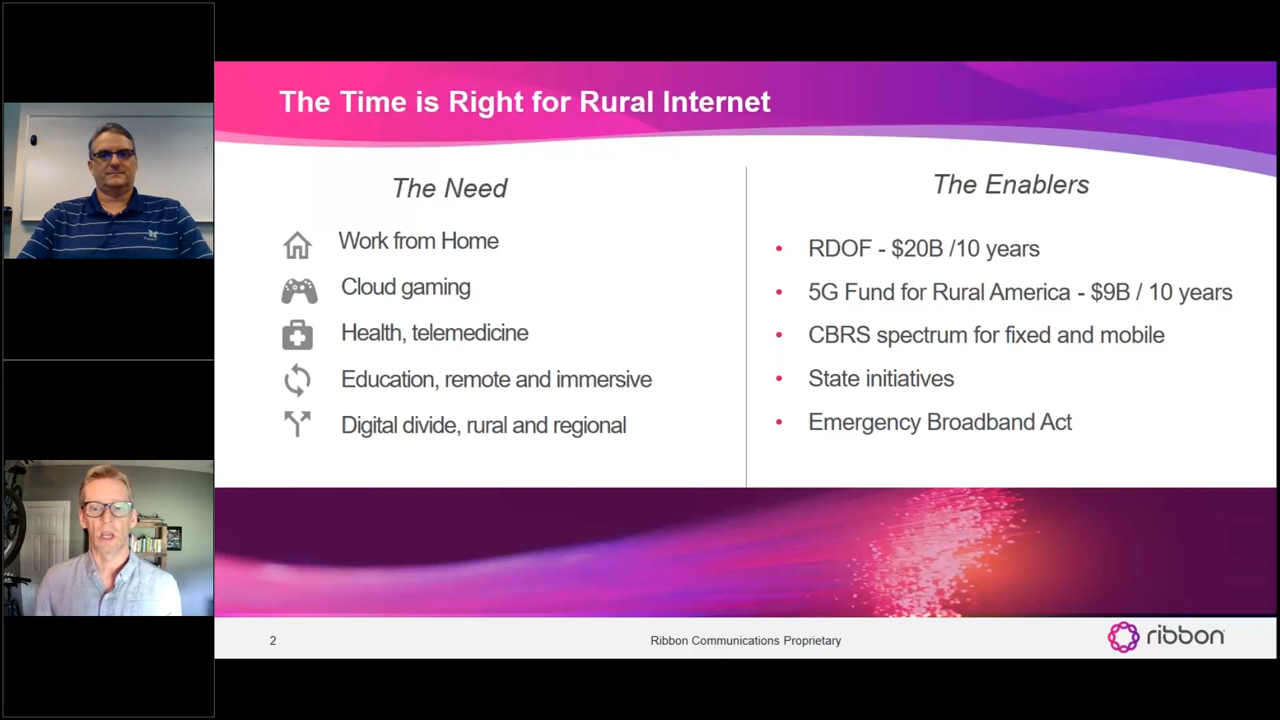 The Time is Right for Rural Internet
The Need
Work from Home
Cloud gaming
Health, telemedicine
Education, remote and immersive
Digital divide, rural and regional
The Enablers
• RDOF - $20B /10 years
• 5G Fund for Rural America - $9B / 10 years
• CBRS spectrum for fixed and mobile
• State initiatives
• Emergency Broadband Act
2
Ribbon Communications Proprietary
ribbon